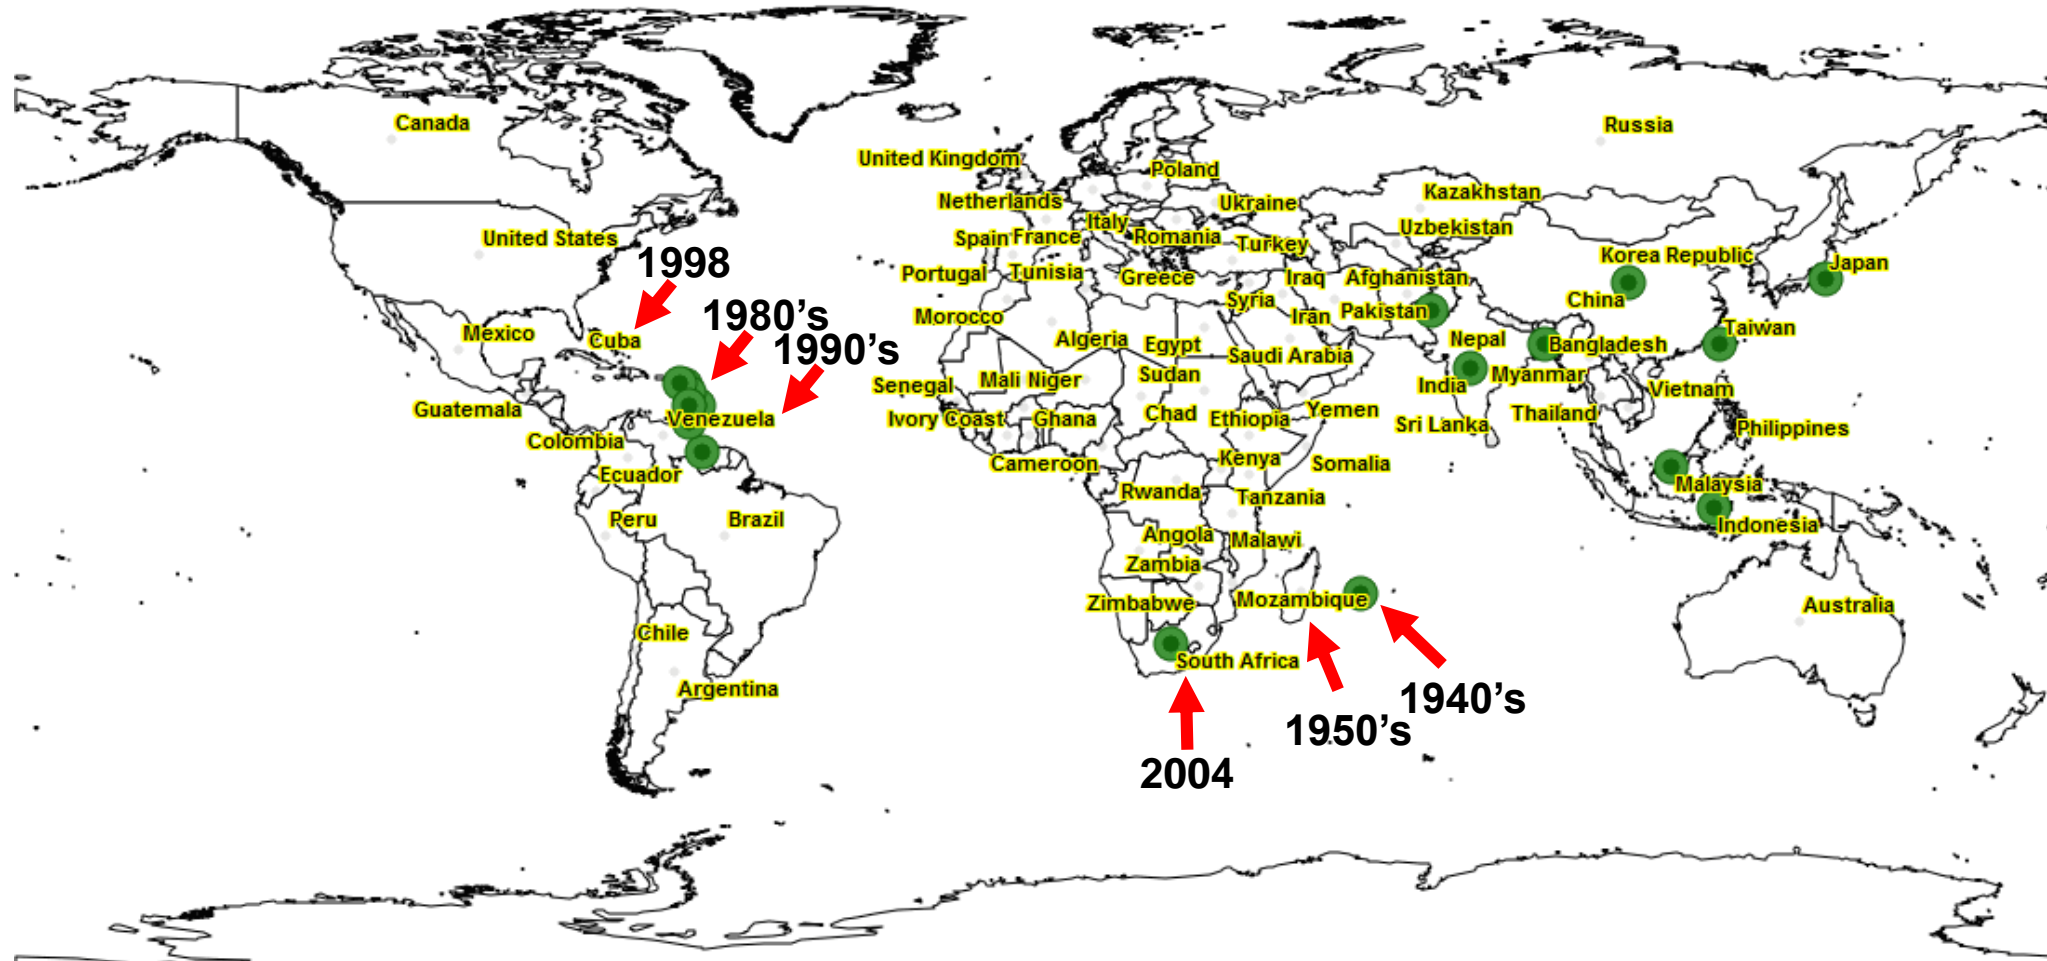 Canada
Russia
United Kingdom
Poland
Kazakhstan
Netherlands
Ukraine
Italy
Uzbekistan
United States
Spain
France
Romania
Turkey
1998
Korea Republic
Japan
Portugal
Tunisia
Greece
Iraq
Afghanistan
Syria
China
1980's
Morocco
Iran
Pakistan
Mexico
Cuba
Algeria
Egypt
Nepal
Bangladesh
Taiwan
1990's
Saudi Arabia
Senegal
Mali
Niger
Sudan
India
Myanmar
Vietnam
Guatemala
Venezuela
Ivory Coast
Ghana
Chad
Ethiopia
Yemen
Sri Lanka
Thailand
Philippines
Colombia
Cameroon
Kenya
Somalia
Ecuador
Rwanda
Tanzania
Malaysia
Peru
Brazil
Angola
Malawi
Indonesia
Zambia
Zimbabwe
Mozambique
Australia
Chile
South Africa
Argentina
1940's
1950's
2004